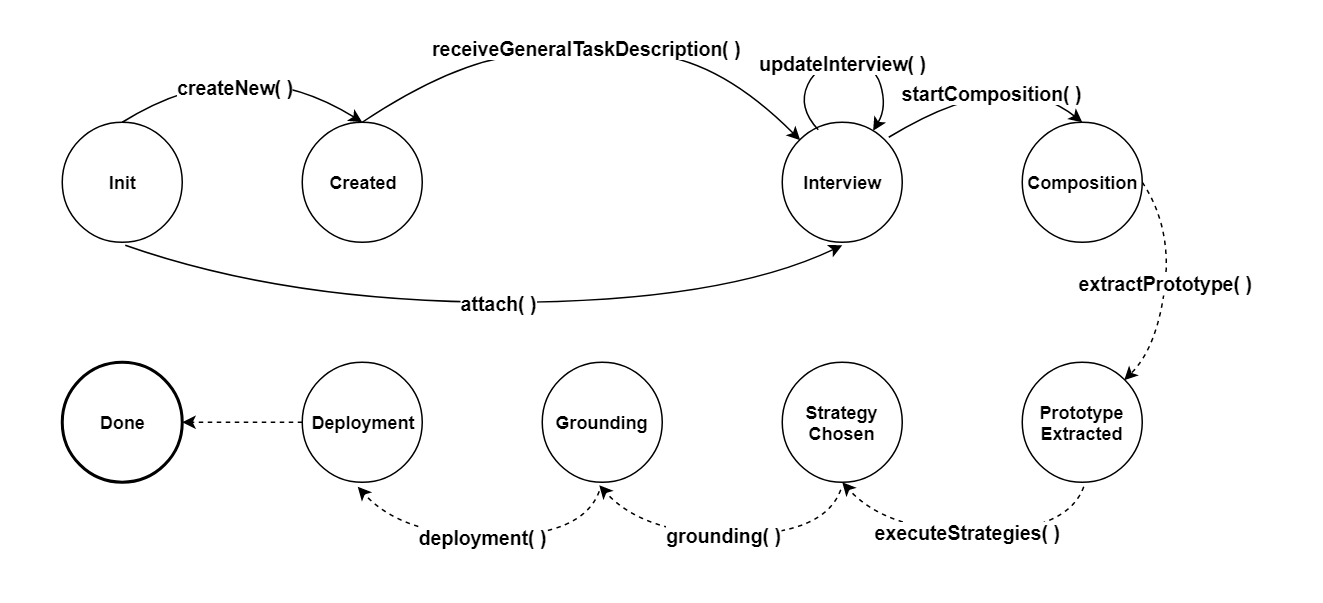 receiveGeneralTaskDescription( )
updateInterview( )
createNew( )
startComposition( )
Init
Created
Interview
Composition
extractPrototype( )
attach( )
Done
Deployment
Grounding
Strategy
Chosen
Prototype
Extracted
deployment( )
grounding( )
executeStrategies( )